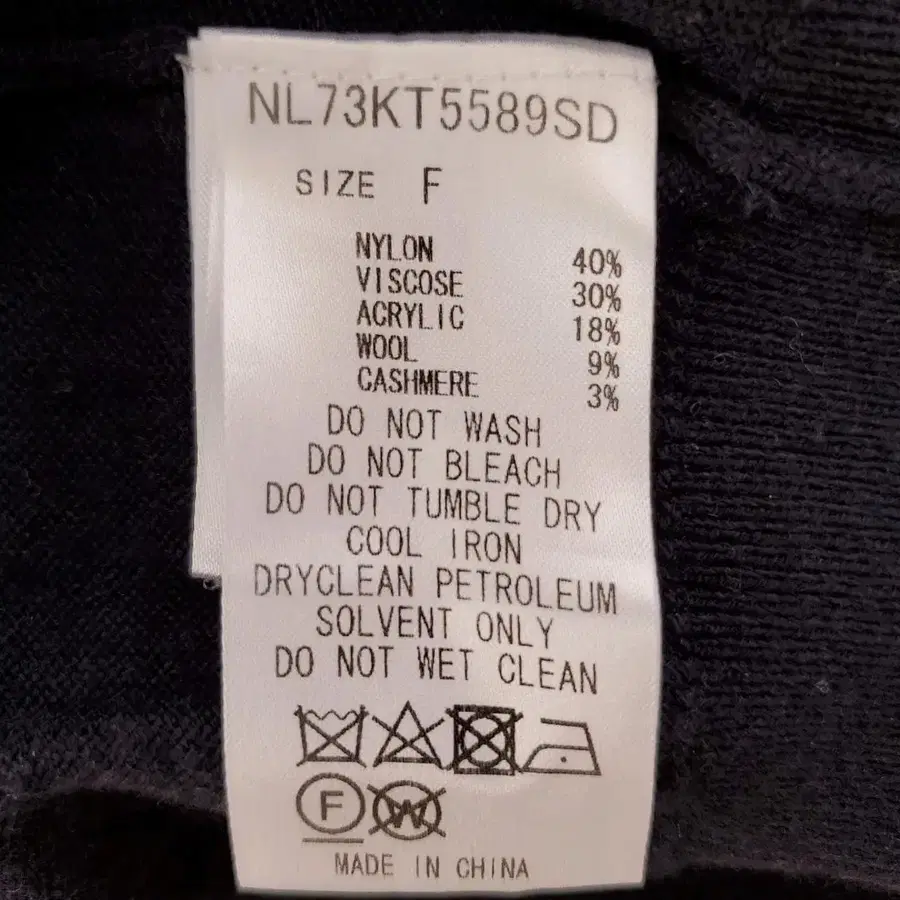 NL73KT5589SD
SIZE F
NYLON 40%
VISCOSE 30%
ACRYLIC 18%
WOOL 9%
CASHMERE 3%
DO NOT WASH
DO NOT BLEACH
DO NOT TUMBLE DRY
COOL IRON
DRYCLEAN PETROLEUM
SOLVENT ONLY
DO NOT WET CLEAN
F W
MADE IN CHINA